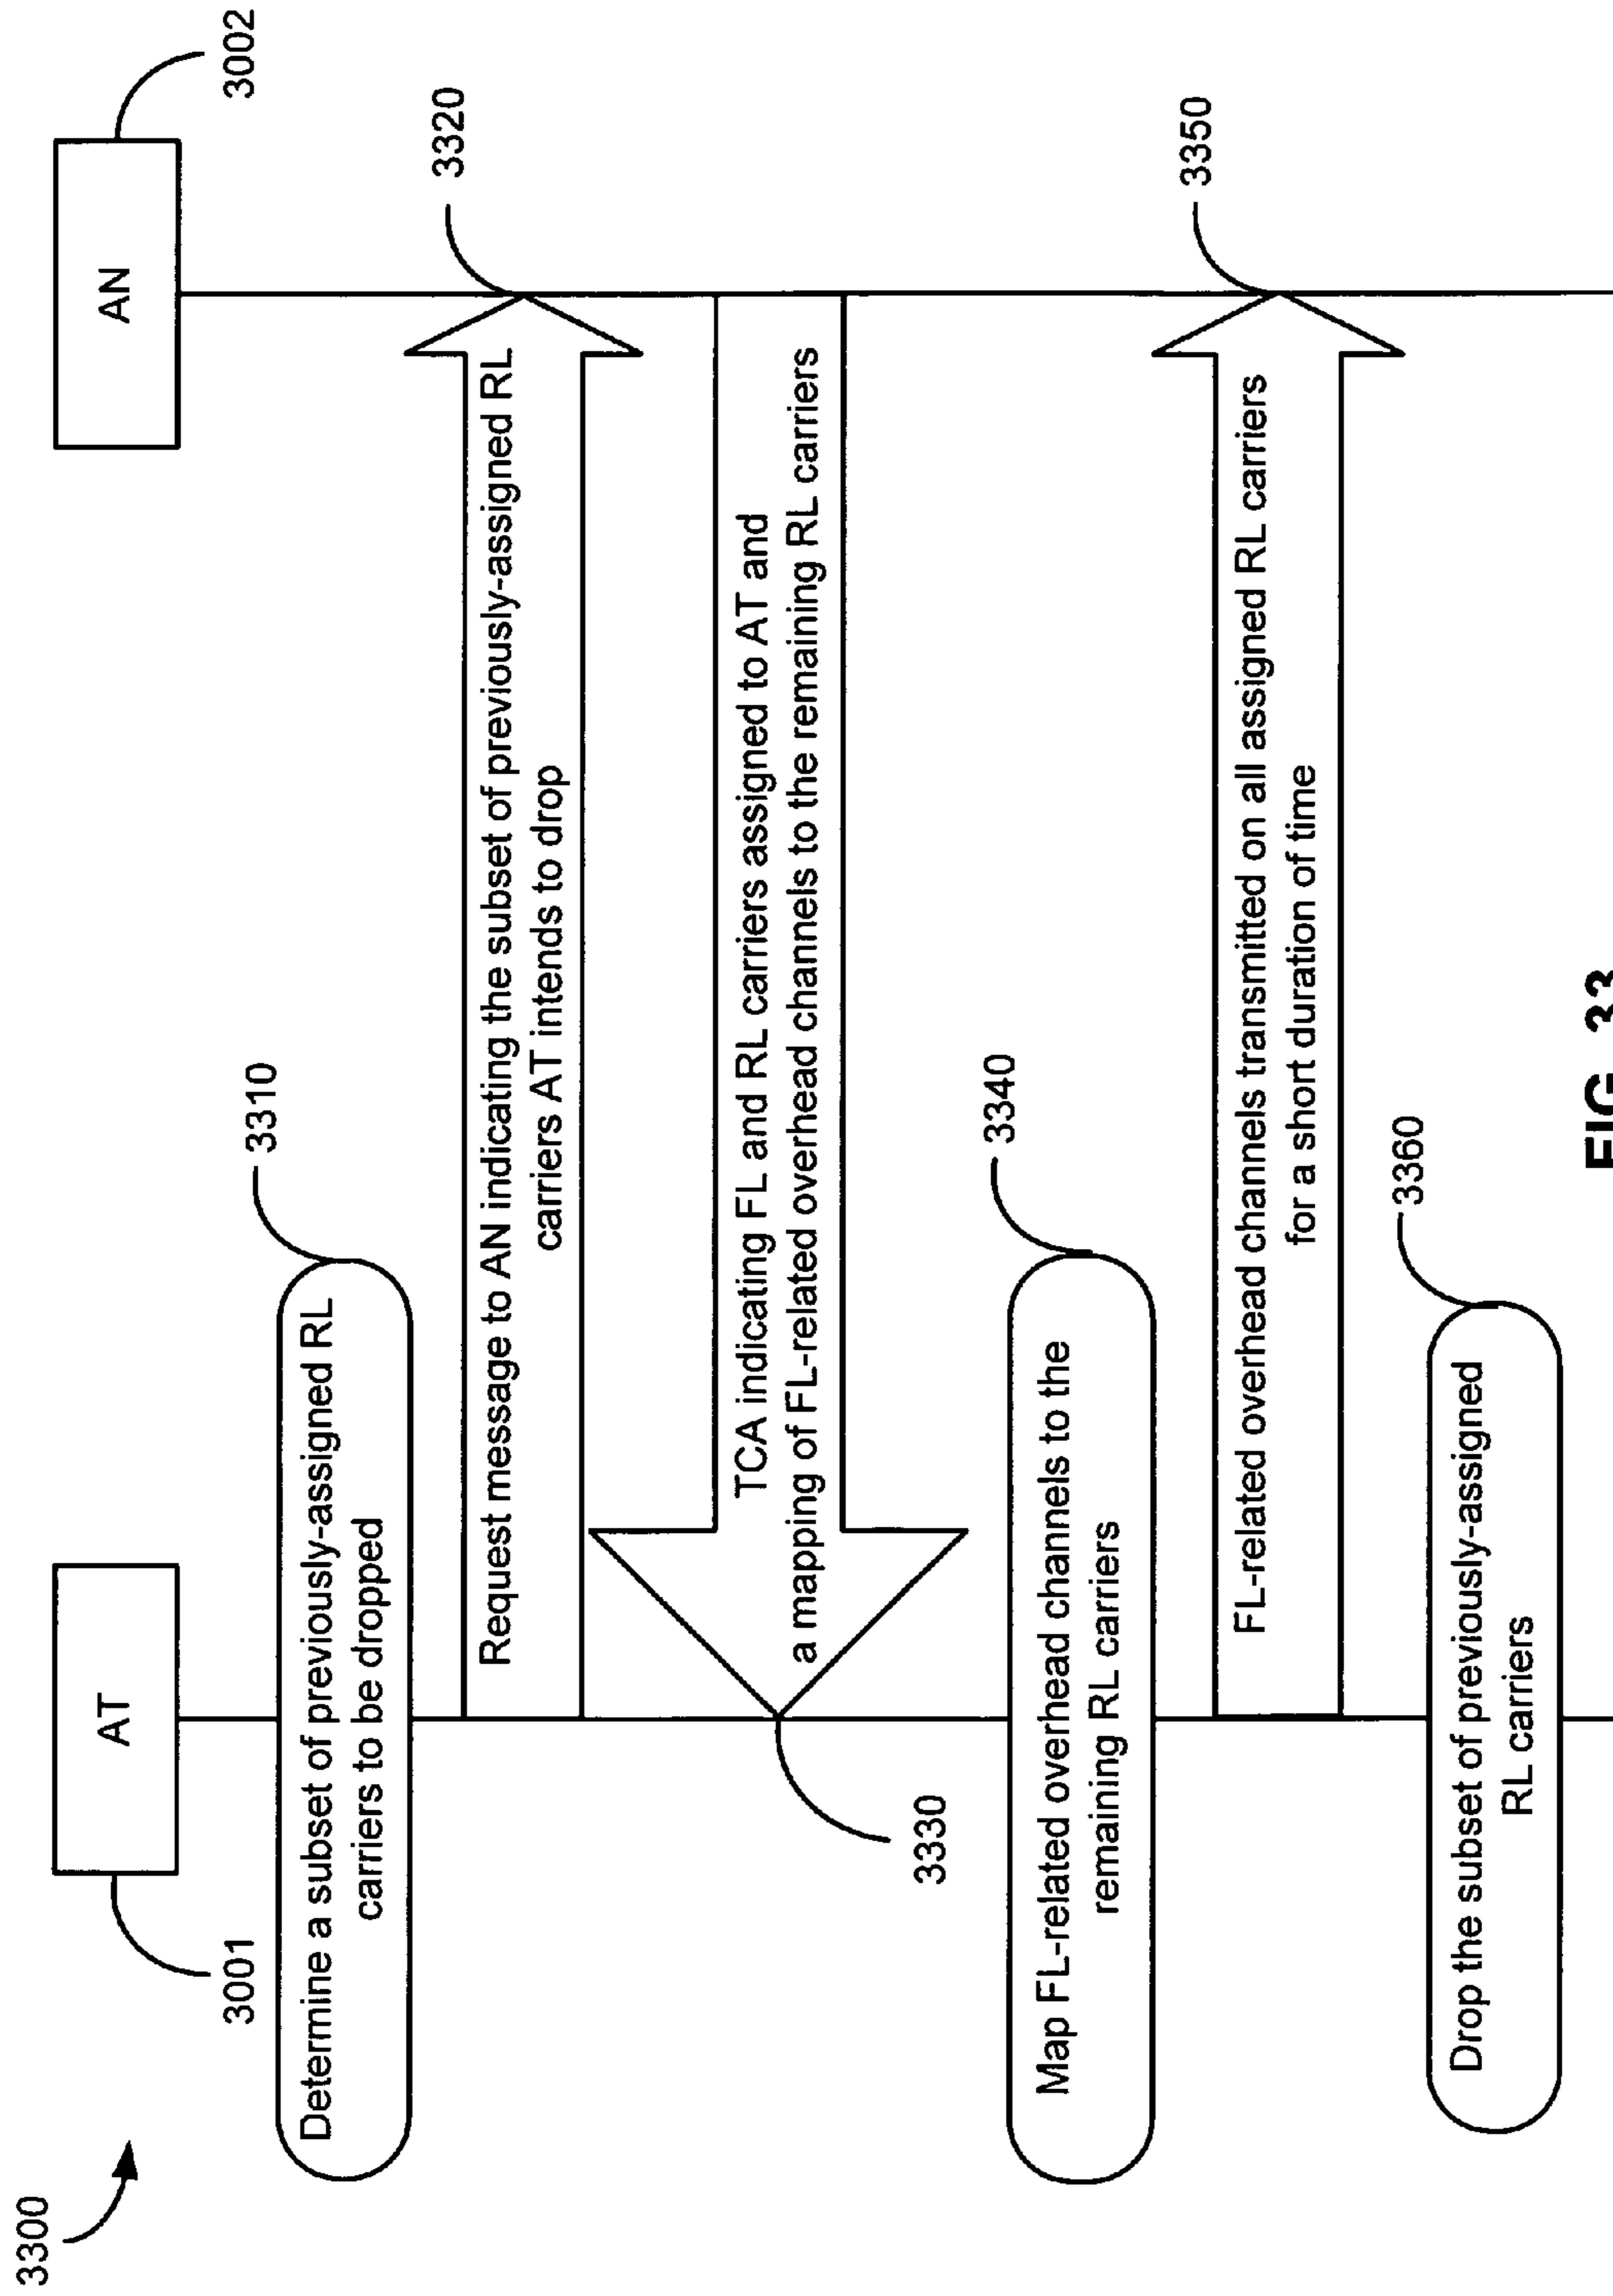 3300
AT
3001
AN
3002
Determine a subset of previously-assigned RL
carriers to be dropped
3310
Request message to AN indicating the subset of previously-assigned RL
carriers AT intends to drop
3320
TCA indicating FL and RL carriers assigned to AT and
a mapping of FL-related overhead channels to the remaining RL carriers
3330
Map FL-related overhead channels to the
remaining RL carriers
3340
FL-related overhead channels transmitted on all assigned RL carriers
for a short duration of time
3350
Drop the subset of previously-assigned
RL carriers
3360
FIG. 33